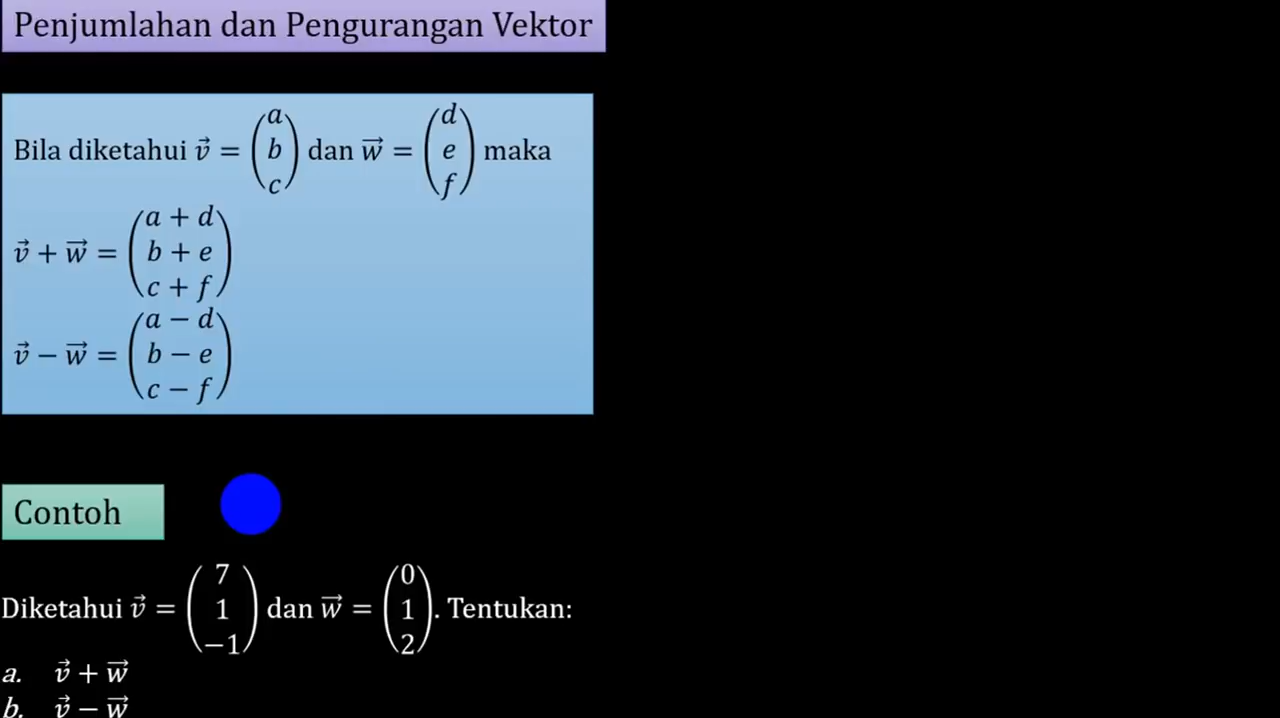 Penjumlahan dan Pengurangan Vektor
Bila diketahui v⃗ = (a b c) dan w⃗ = (d e f) maka
v⃗ + w⃗ = (a + d b + e c + f)
v⃗ − w⃗ = (a − d b − e c − f)
Contoh
Diketahui v⃗ = (7 1 −1) dan w⃗ = (0 1 2). Tentukan:
a. v⃗ + w⃗
b. v⃗ − w⃗